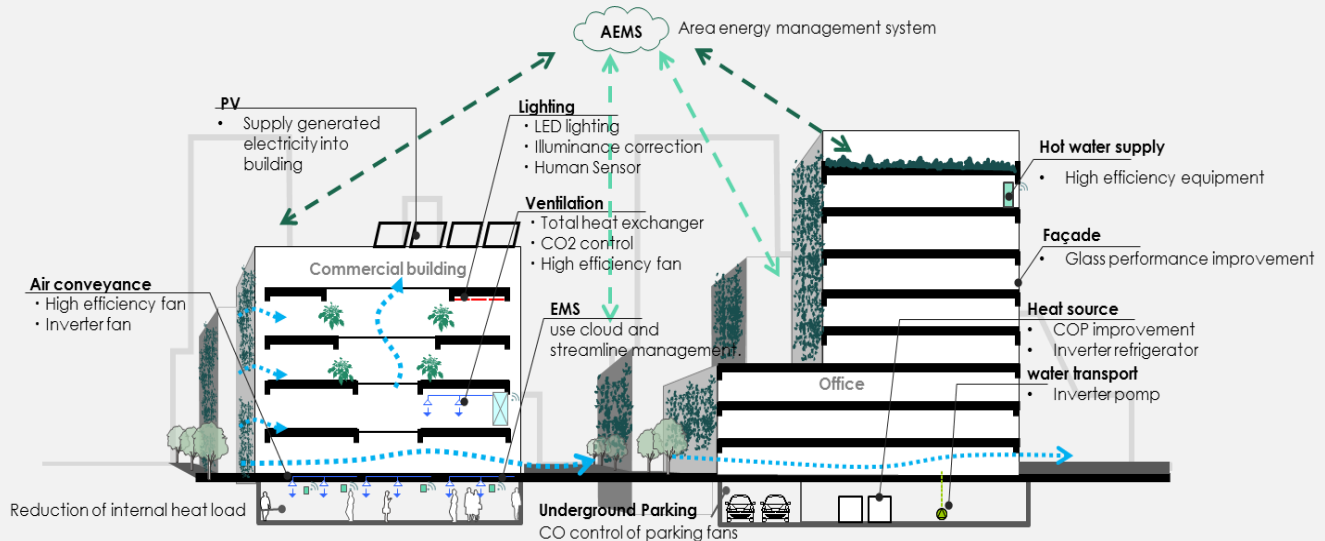 AEMS
Area energy management system
PV
• Supply generated
electricity into
building
Lighting
・LED lighting
・Illuminance correction
・Human Sensor
Ventilation
・Total heat exchanger
・CO2 control
・High efficiency fan
Hot water supply
• High efficiency equipment
Façade
• Glass performance improvement
Commercial building
Air conveyance
・High efficiency fan
・Inverter fan
EMS
use cloud and
streamline management.
Heat source
• COP improvement
• Inverter refrigerator
water transport
• Inverter pomp
Office
Reduction of internal heat load
Underground Parking
CO control of parking fans